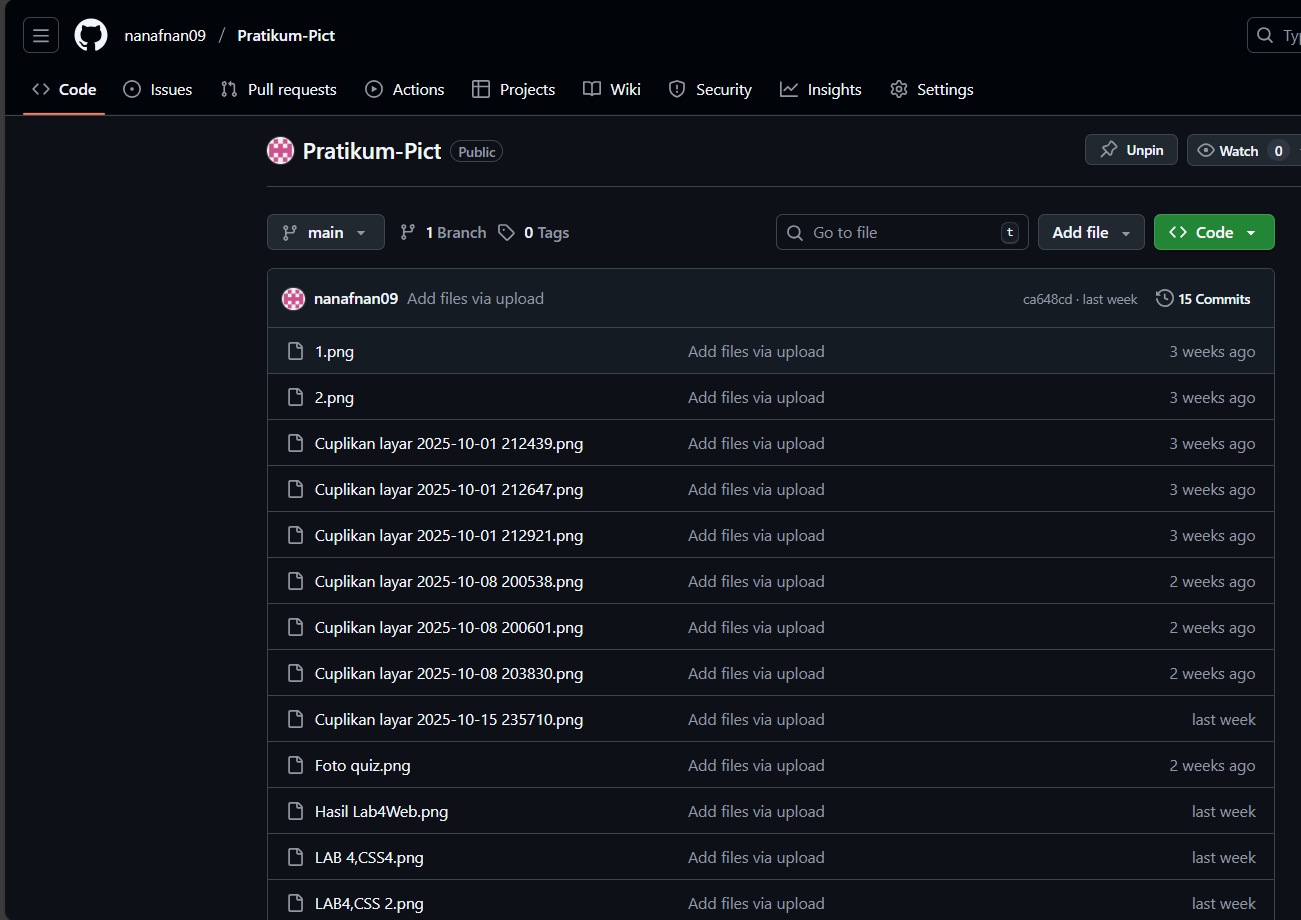 nanafnan09 / Pratikum-Pict
Code Issues Pull requests Actions Projects Wiki Security Insights Settings
Pratikum-Pict Public Unpin Watch 0
main 1 Branch 0 Tags Go to file t Add file Code
nanafnan09 Add files via upload ca648cd · last week 15 Commits
1.png Add files via upload 3 weeks ago
2.png Add files via upload 3 weeks ago
Cuplikan layar 2025-10-01 212439.png Add files via upload 3 weeks ago
Cuplikan layar 2025-10-01 212647.png Add files via upload 3 weeks ago
Cuplikan layar 2025-10-01 212921.png Add files via upload 3 weeks ago
Cuplikan layar 2025-10-08 200538.png Add files via upload 2 weeks ago
Cuplikan layar 2025-10-08 200601.png Add files via upload 2 weeks ago
Cuplikan layar 2025-10-08 203830.png Add files via upload 2 weeks ago
Cuplikan layar 2025-10-15 235710.png Add files via upload last week
Foto quiz.png Add files via upload 2 weeks ago
Hasil Lab4Web.png Add files via upload last week
LAB 4,CSS4.png Add files via upload last week
LAB4,CSS 2.png Add files via upload last week